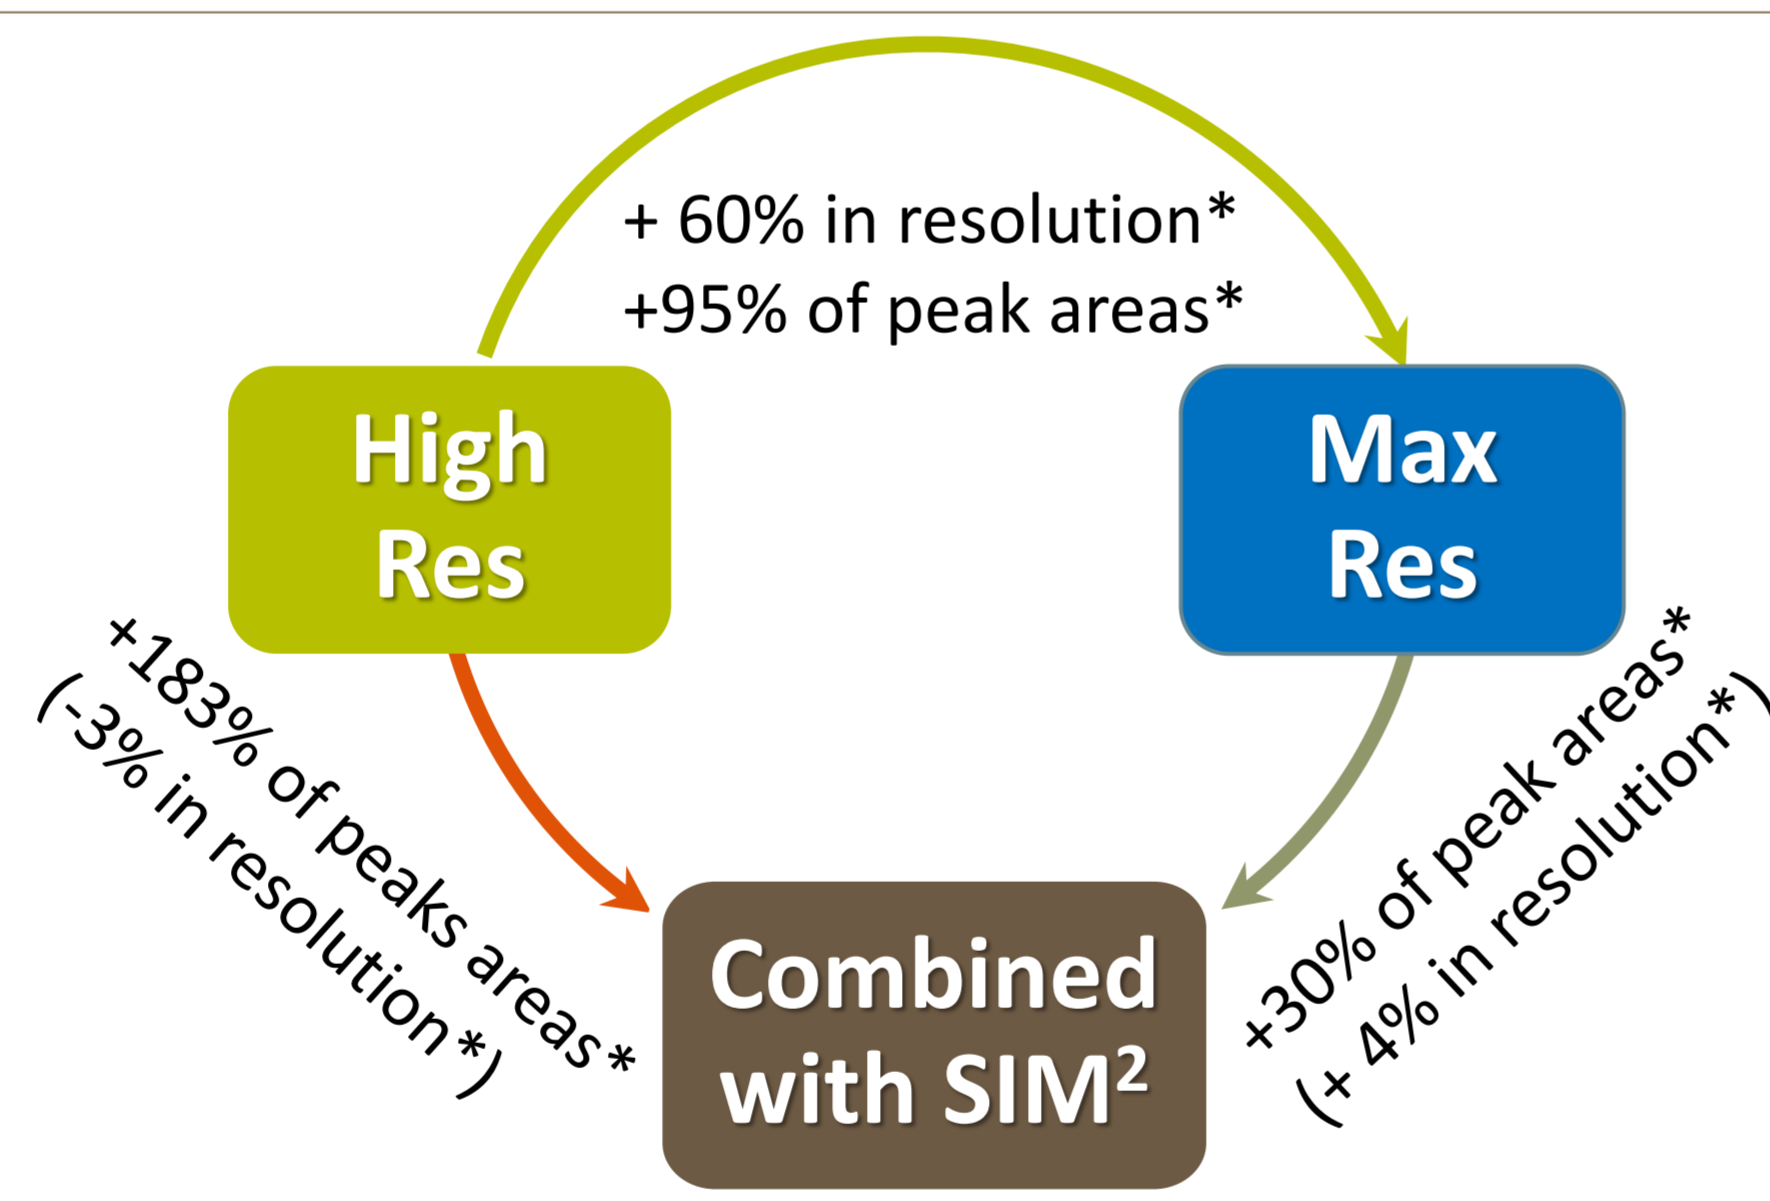 + 60% in resolution*
+95% of peak areas*
High
Res
Max
Res
+183% of peaks areas*
(-3% in resolution*)
+30% of peak areas*
(+ 4% in resolution*)
Combined
with SIM²